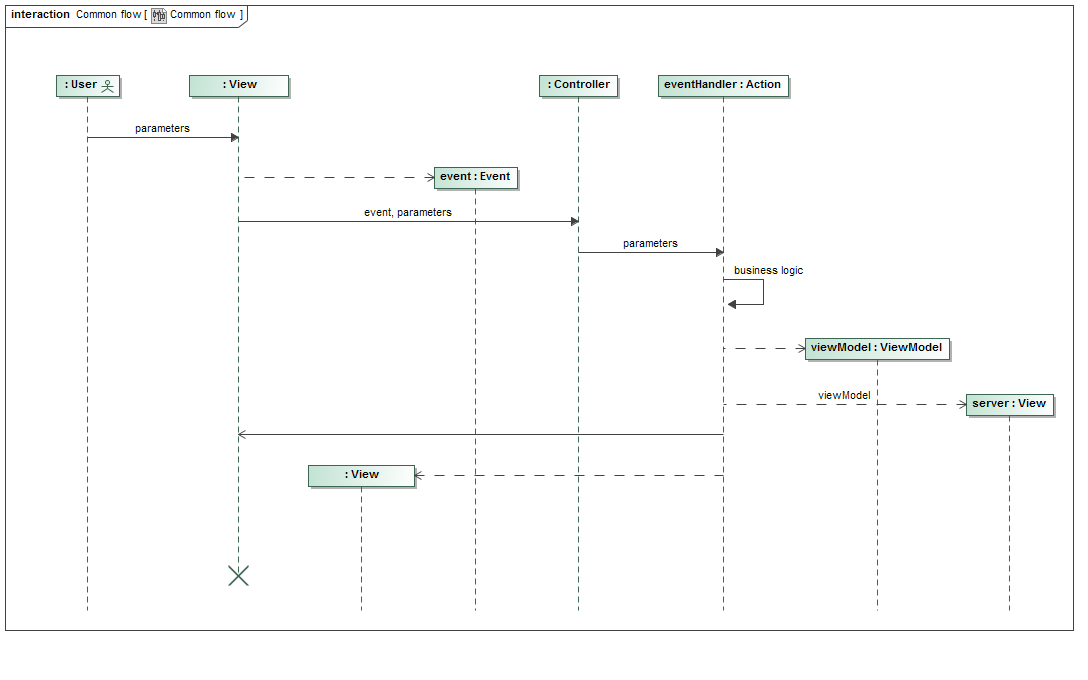 interaction Common flow [ Common flow ]
: User
: View
: Controller
eventHandler : Action
parameters
event : Event
event, parameters
parameters
business logic
viewModel : ViewModel
viewModel
server : View
: View